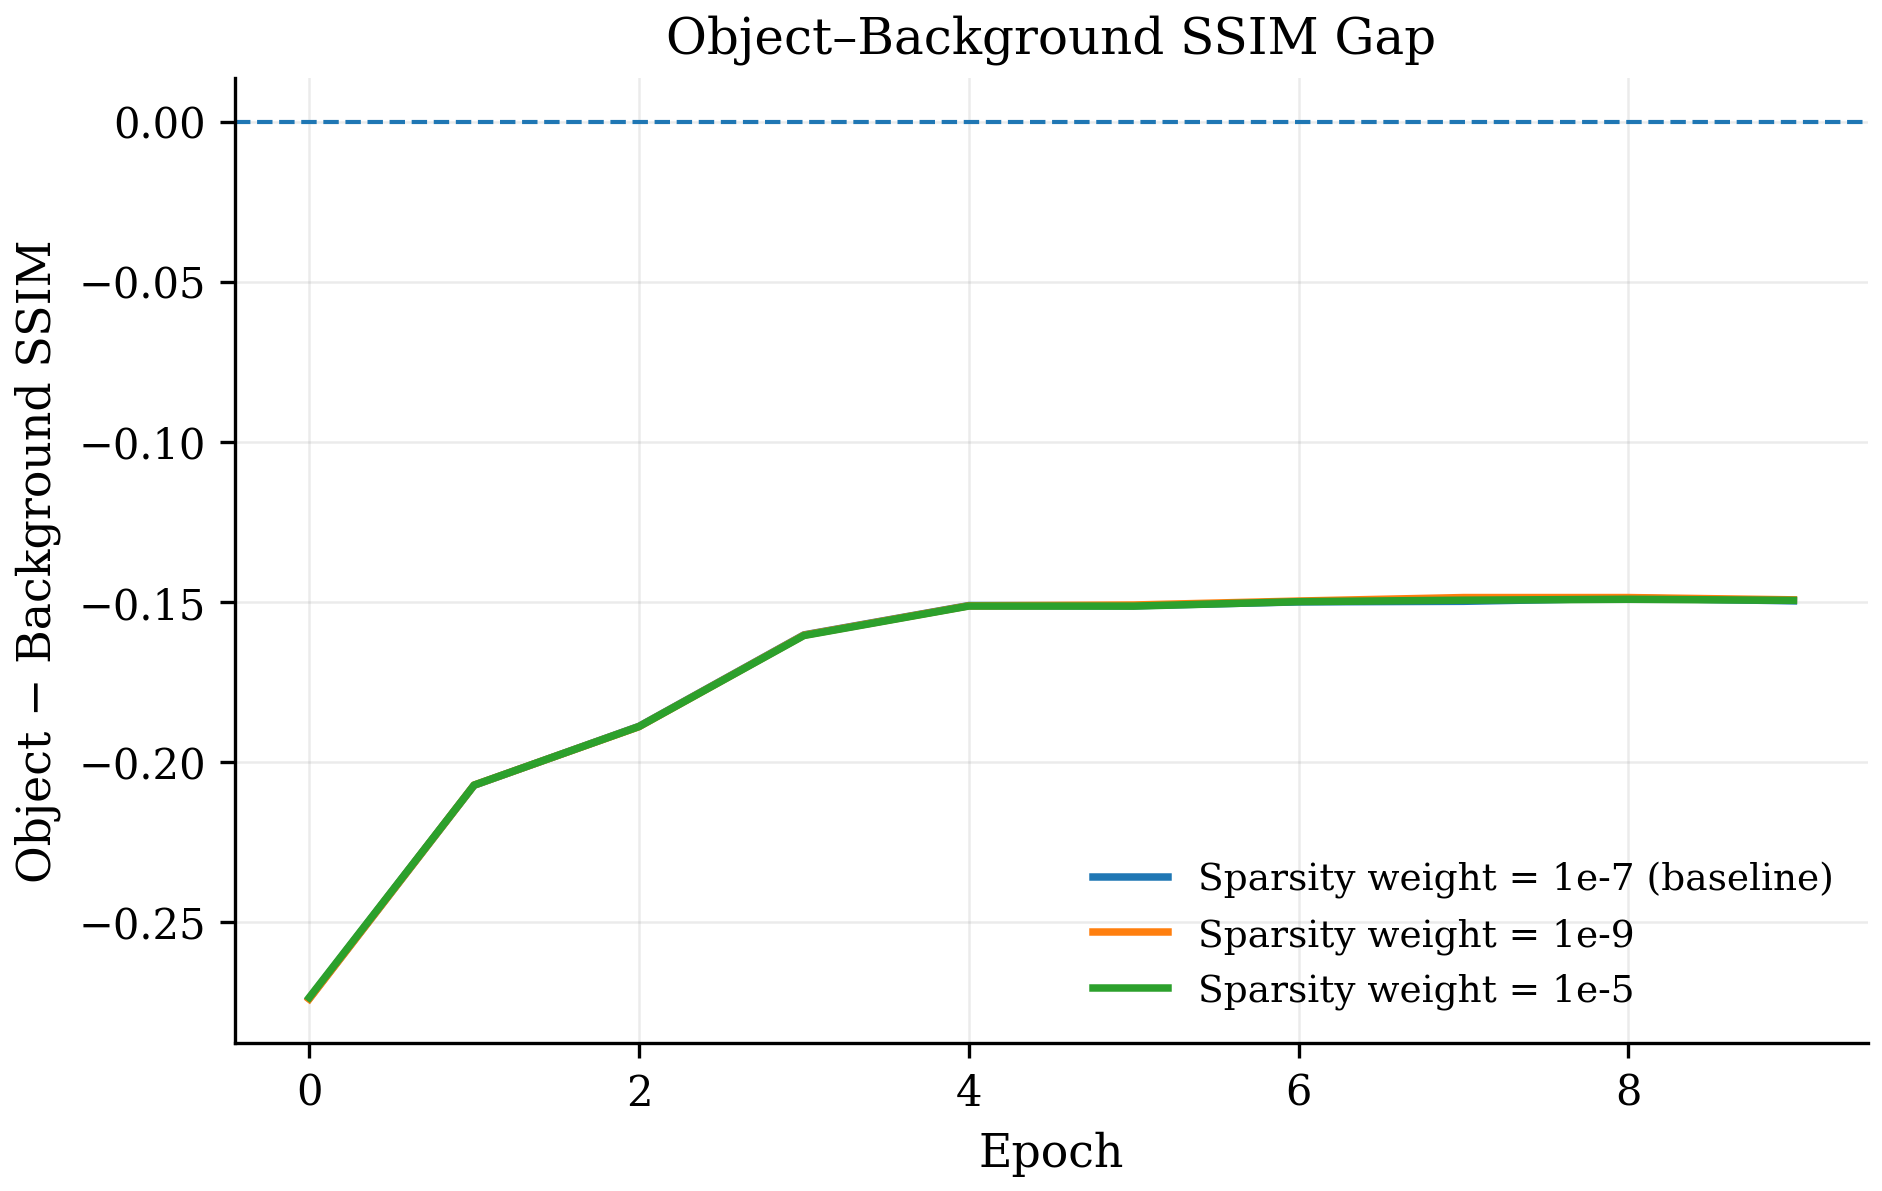 Object–Background SSIM Gap
Object − Background SSIM
0.00
−0.05
−0.10
−0.15
−0.20
−0.25
Sparsity weight = 1e-7 (baseline)
Sparsity weight = 1e-9
Sparsity weight = 1e-5
0 2 4 6 8
Epoch